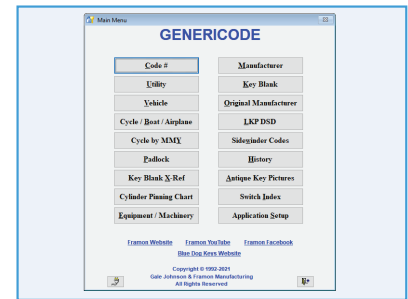 Main Menu
GENERICODE
Code # Manufacturer
Utility Key Blank
Vehicle Original Manufacturer
Cycle / Boat / Airplane LKP DSD
Cycle by MMY Sidewinder Codes
Padlock History
Key Blank X-Ref Antique Key Pictures
Cylinder Pinning Chart Switch Index
Equipment / Machinery Application Setup
Framon Website Framon YouTube Framon Facebook
Blue Dog Keys Website
Copyright © 1992-2021
Gale Johnson & Framon Manufacturing
All Rights Reserved